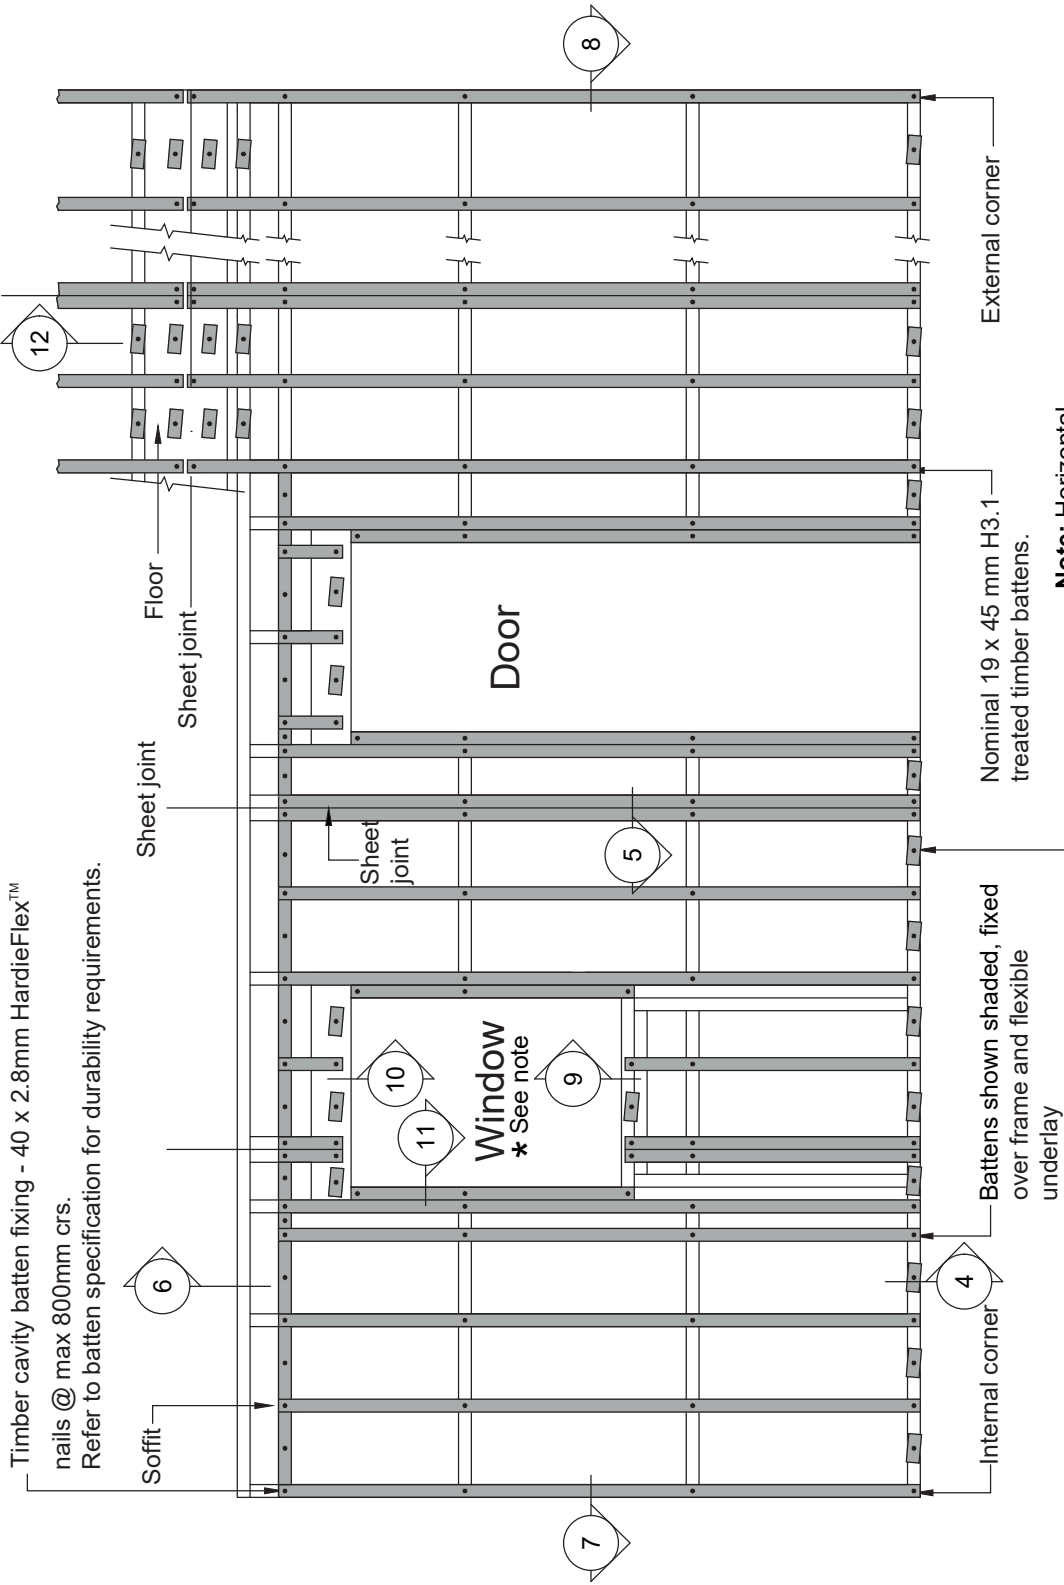 Timber cavity batten fixing - 40 x 2.8mm HardieFlex™
nails @ max 800mm crs.
Refer to batten specification for durability requirements.
Soffit
Sheet joint
Floor
Sheet joint
Sheet
joint
6
12
7
8
10
11
9
5
4
Window
* See note
Door
Internal corner
Battens shown shaded, fixed
over frame and flexible
underlay
Nominal 19 x 45 mm H3.1
treated timber battens.
External corner
Note: Horizontal